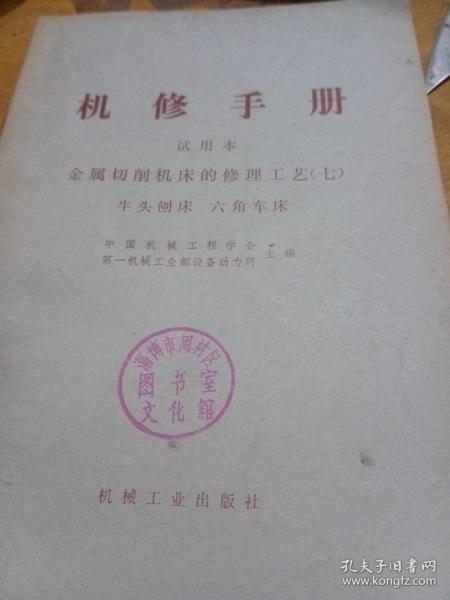 机修手册
试用本
金属切削机床的修理工艺(七)
牛头刨床 六角车床
中国机械工程学会
第一机械工业部设备动力司
主编
淄博市周村区
图书室
文化馆
机械工业出版社
孔夫子旧书网
www.kongfz.com